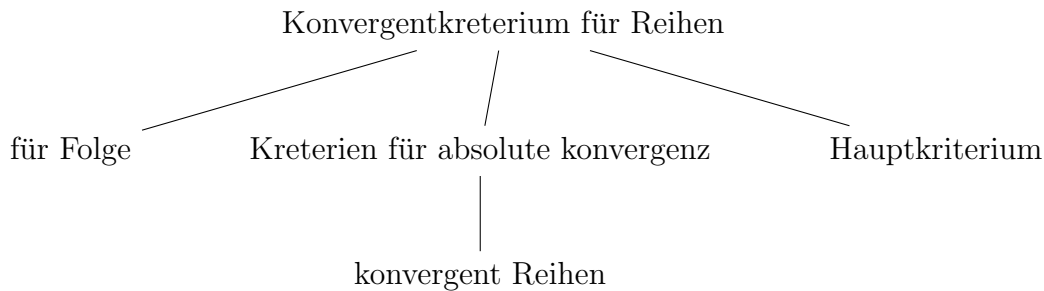 Konvergentkreterium für Reihen
für Folge
Kreterien für absolute konvergenz
Hauptkriterium
konvergent Reihen